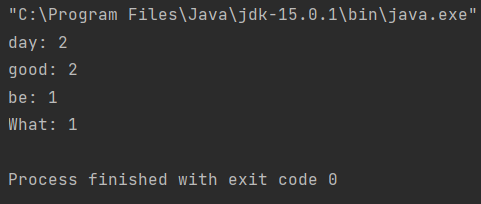 "C:\Program Files\Java\jdk-15.0.1\bin\java.exe"
day: 2
good: 2
be: 1
What: 1
Process finished with exit code 0